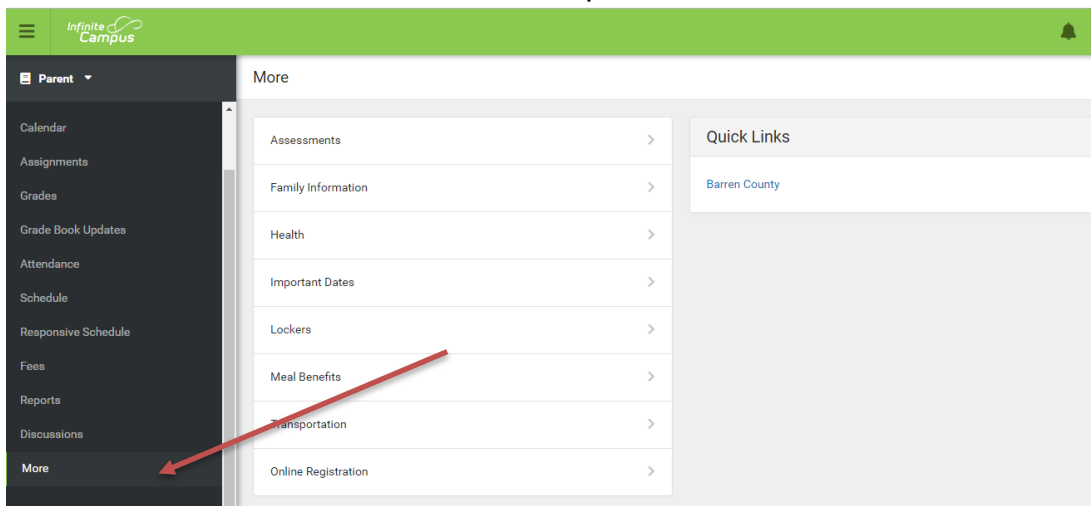 Infinite
Campus
Parent
More
Calendar
Assignments
Grades
Grade Book Updates
Attendance
Schedule
Responsive Schedule
Fees
Reports
Discussions
More
Assessments
Family Information
Health
Important Dates
Lockers
Meal Benefits
Transportation
Online Registration
Quick Links
Barren County